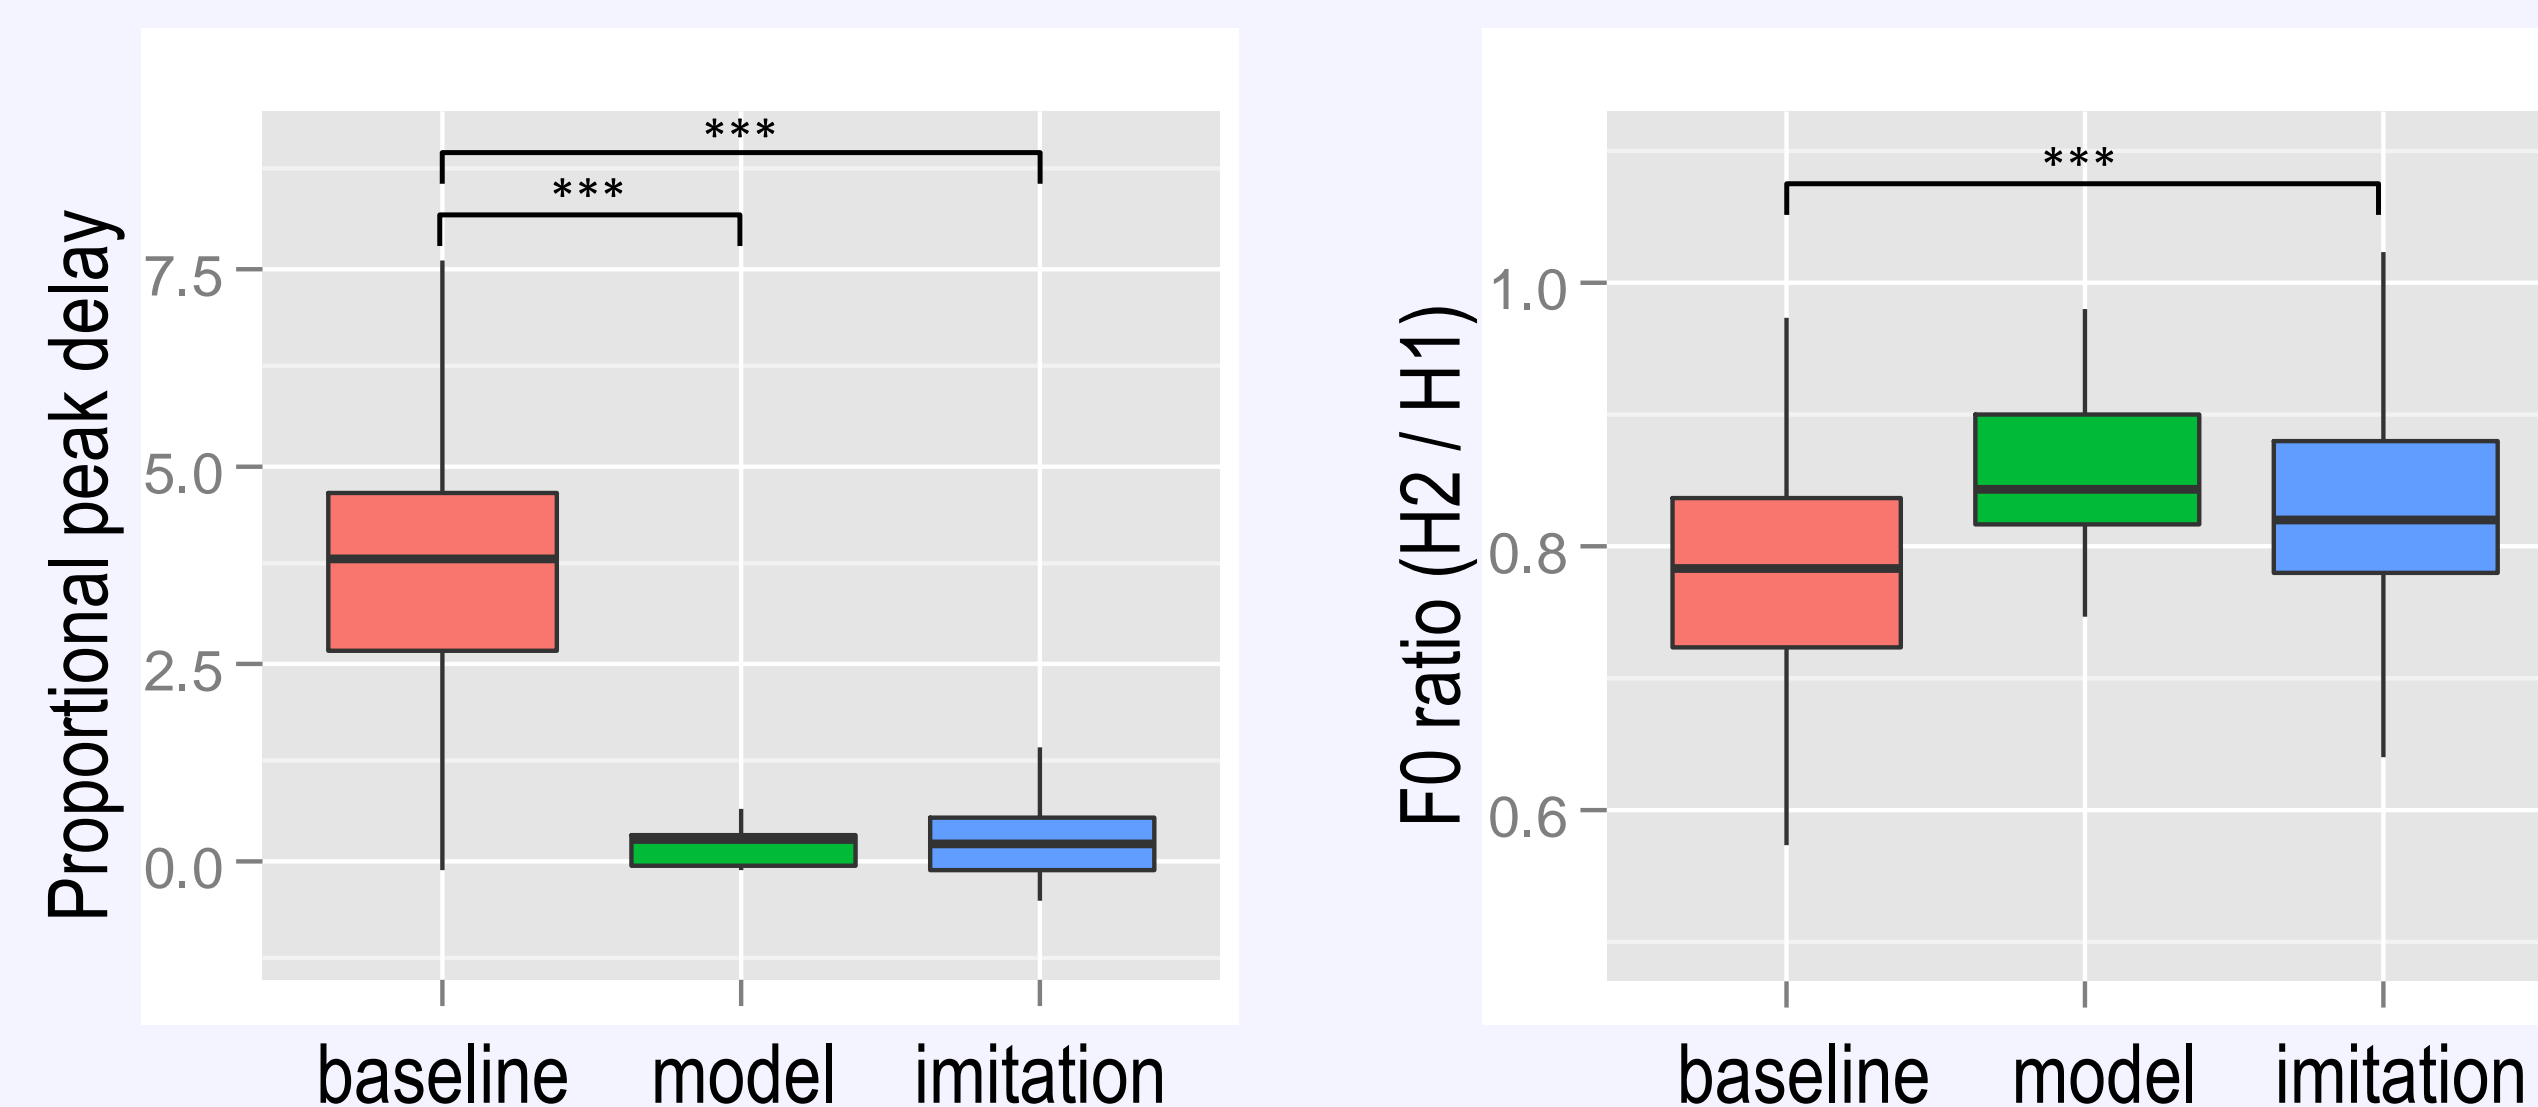 Proportional peak delay
***
***
7.5
5.0
2.5
0.0
baseline model imitation
F0 ratio (H2 / H1)
***
1.0
0.8
0.6
baseline model imitation